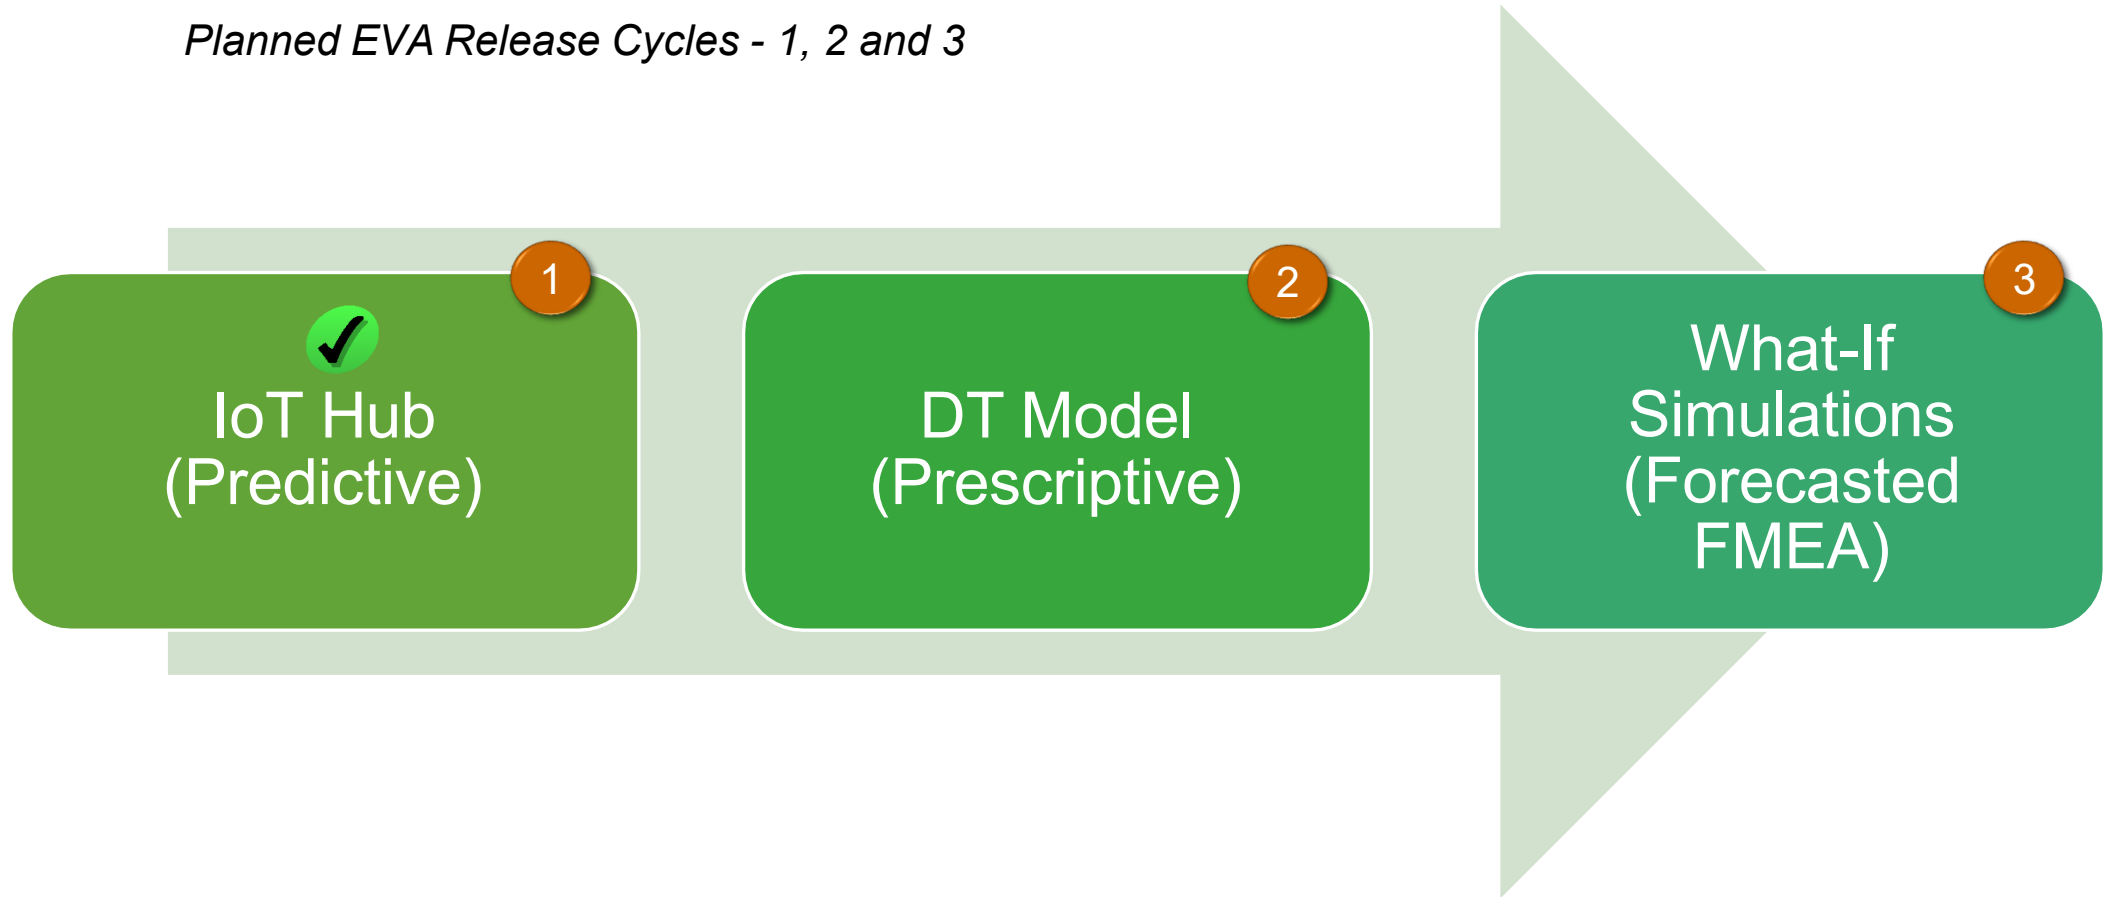 Planned EVA Release Cycles - 1, 2 and 3
1
IoT Hub
(Predictive)
2
DT Model
(Prescriptive)
3
What-If
Simulations
(Forecasted
FMEA)